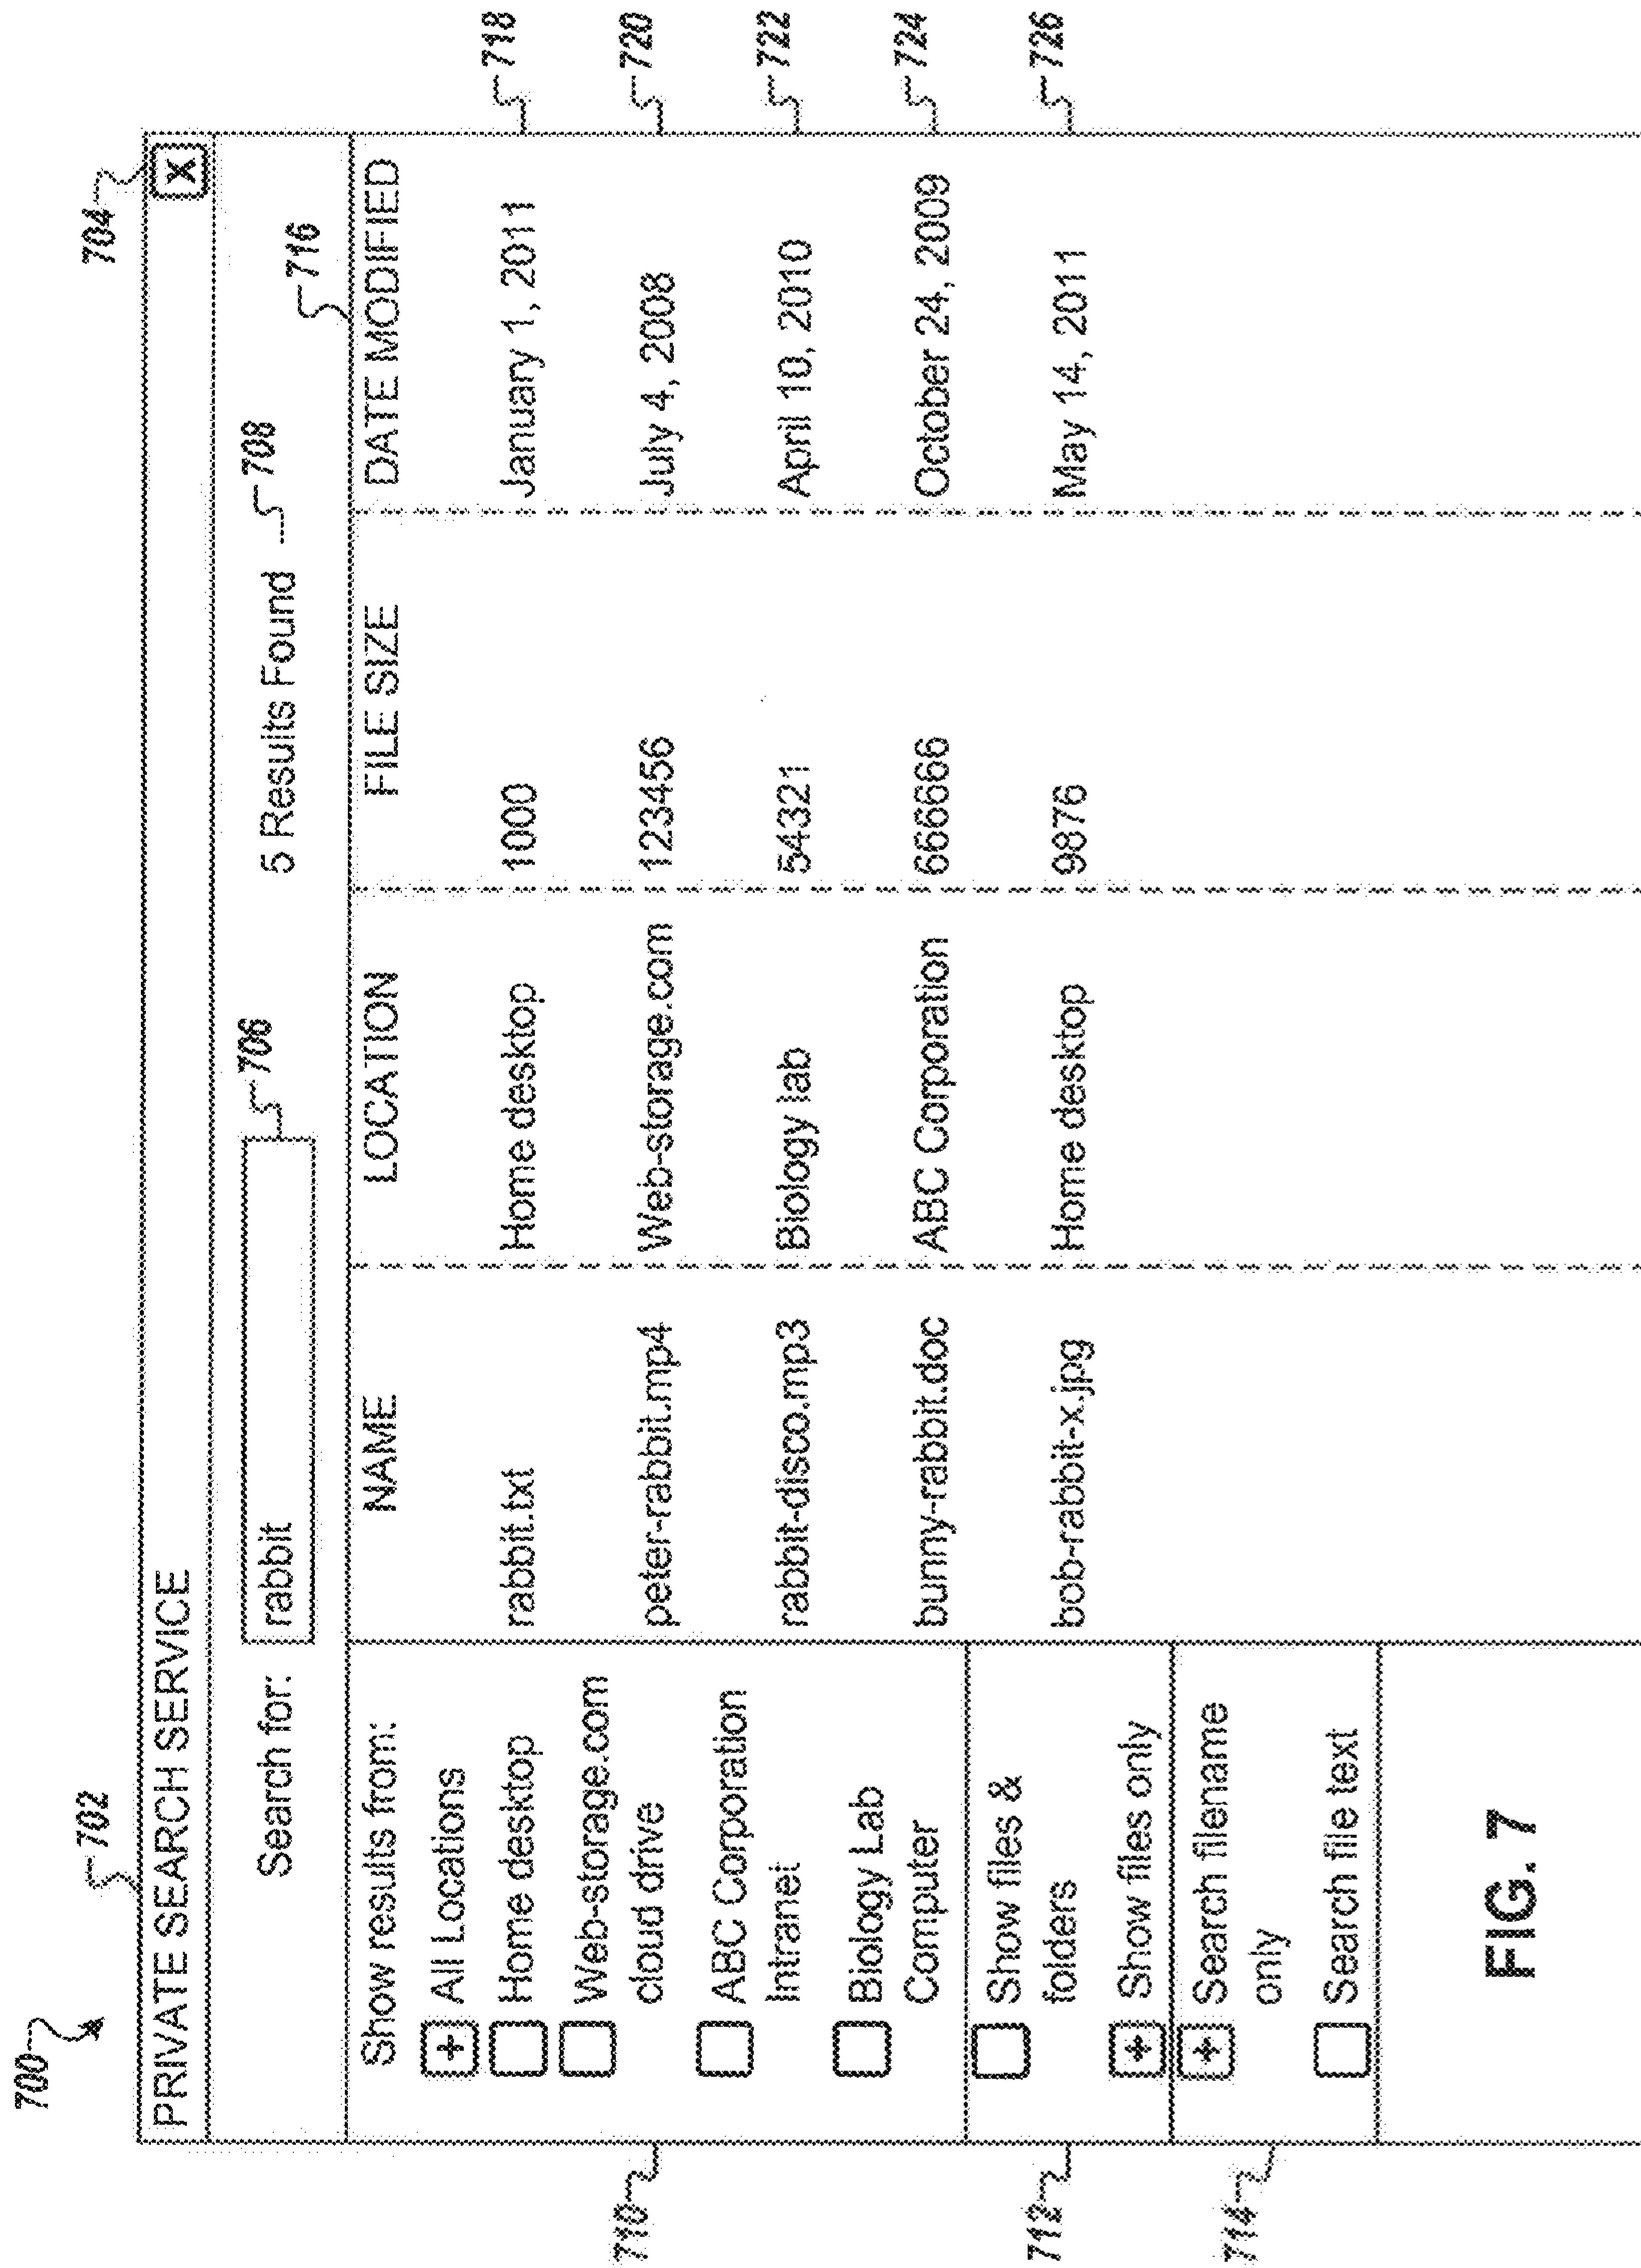 700
702
704
PRIVATE SEARCH SERVICE
X
Search for:
rabbit
706
5 Results Found
708
716
Show results from:
+ All Locations
Home desktop
Web-storage.com
cloud drive
ABC Corporation
Intranet
Biology Lab
Computer
710
Show files &
folders
+ Show files only
712
+ Search filename
only
Search file text
714
NAME LOCATION FILE SIZE DATE MODIFIED
rabbit.txt Home desktop 1000 January 1, 2011 718
peter-rabbit.mp4 Web-storage.com 123456 July 4, 2008 720
rabbit-disco.mp3 Biology lab 54321 April 10, 2010 722
bunny-rabbit.doc ABC Corporation 666666 October 24, 2009 724
bob-rabbit-x.jpg Home desktop 9876 May 14, 2011 726
FIG. 7